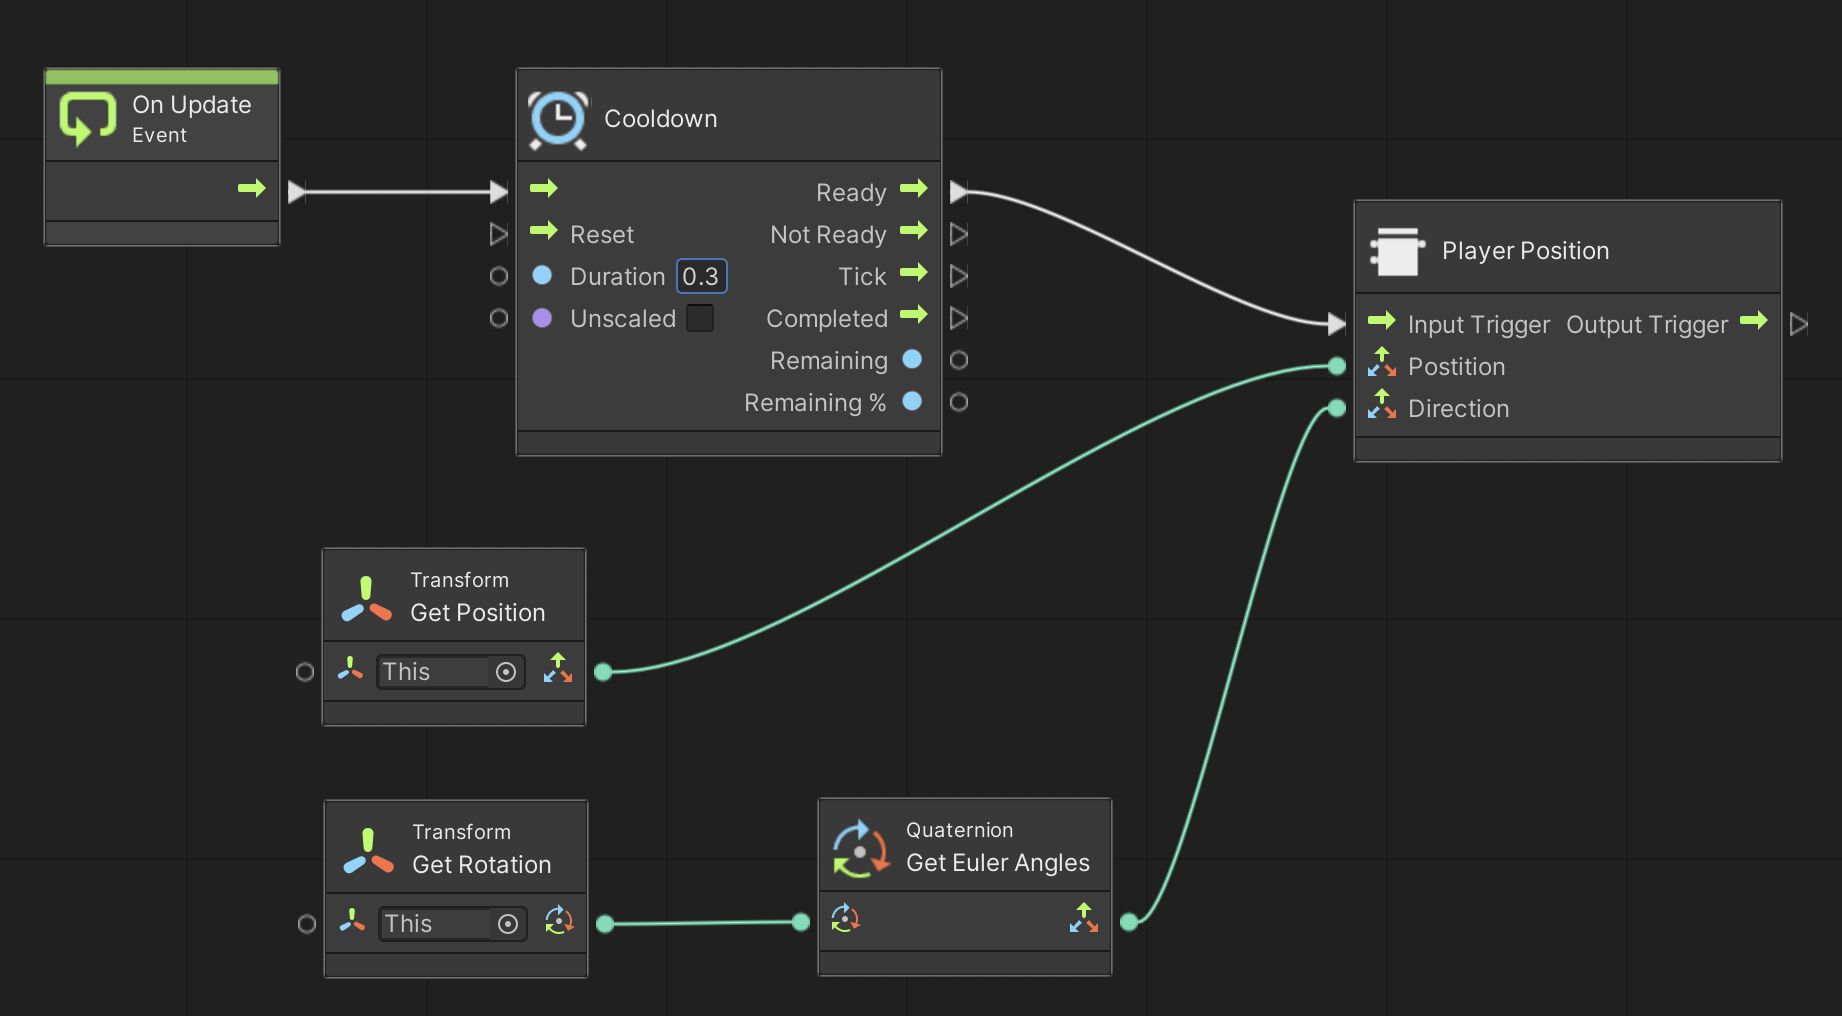 On Update
Event
Cooldown
Ready
Reset
Not Ready
Duration 0.3
Tick
Unscaled
Completed
Remaining
Remaining %
Player Position
Input Trigger
Output Trigger
Postition
Direction
Transform
Get Position
This
Transform
Get Rotation
This
Quaternion
Get Euler Angles